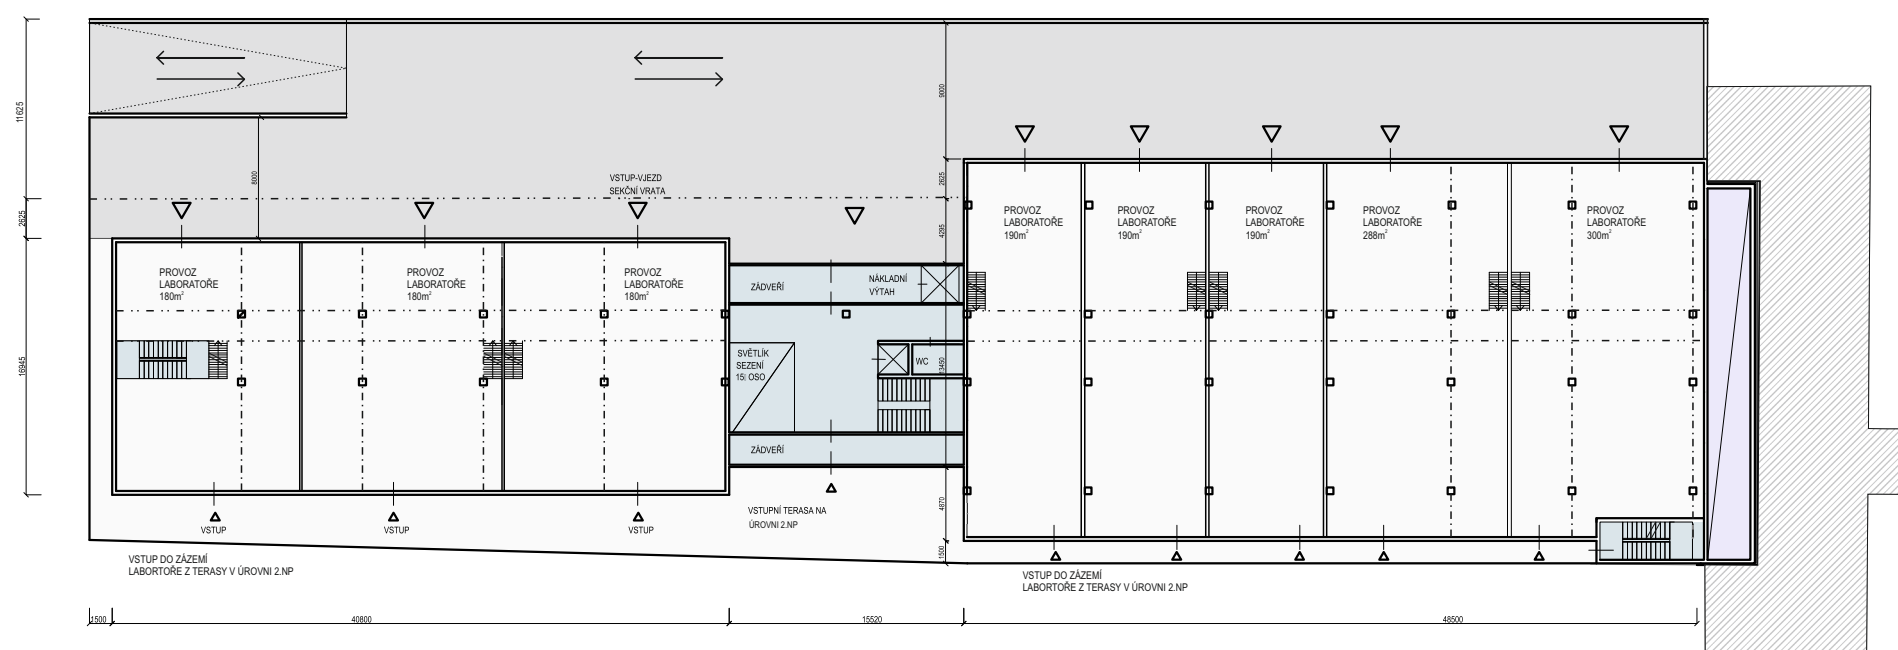 11625
2625
16945
8000
9000
2625
4295
13450
4870
1500
VSTUP-VJEZD
SEKČNÍ VRATA
PROVOZ
LABORATOŘE
180m²
PROVOZ
LABORATOŘE
180m²
PROVOZ
LABORATOŘE
180m²
ZÁDVEŘÍ
NÁKLADNÍ
VÝTAH
SVĚTLÍK
SEZENÍ
15| OSO
WC
ZÁDVEŘÍ
PROVOZ
LABORATOŘE
190m²
PROVOZ
LABORATOŘE
190m²
PROVOZ
LABORATOŘE
190m²
PROVOZ
LABORATOŘE
288m²
PROVOZ
LABORATOŘE
300m²
VSTUP
VSTUP
VSTUP
VSTUPNÍ TERASA NA
ÚROVNI 2.NP
VSTUP DO ZÁZEMÍ
LABORTOŘE Z TERASY V ÚROVNI 2.NP
VSTUP DO ZÁZEMÍ
LABORTOŘE Z TERASY V ÚROVNI 2.NP
1500
40800
15520
48500